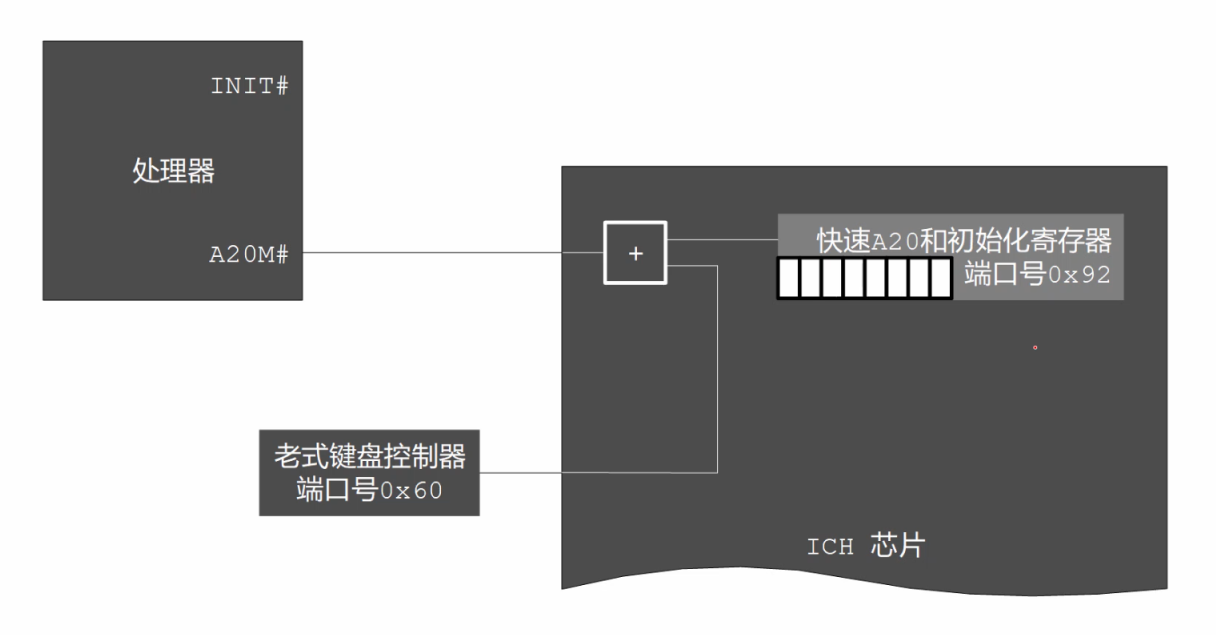 INIT#
处理器
A20M#
+
快速A20和初始化寄存器
端口号0x92
老式键盘控制器
端口号0x60
ICH 芯片